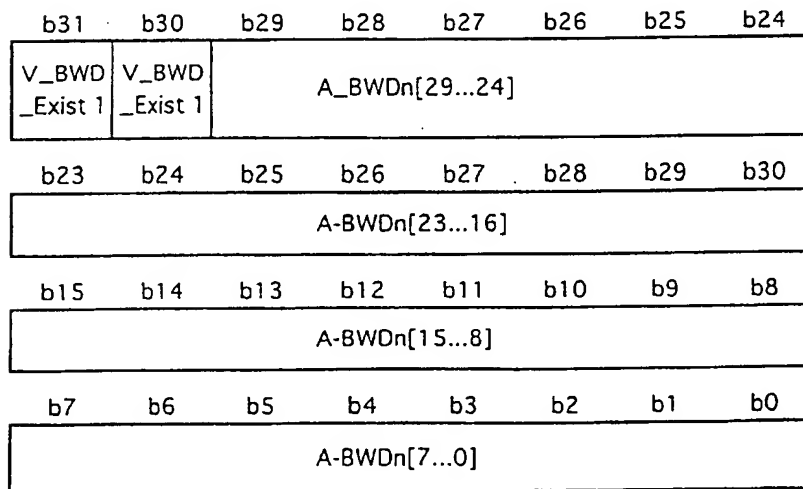 b31 b30 b29 b28 b27 b26 b25 b24
V_BWD V_BWD
_Exist 1 _Exist 1
A_BWDn[29...24]
b23 b24 b25 b26 b27 b28 b29 b30
A-BWDn[23...16]
b15 b14 b13 b12 b11 b10 b9 b8
A-BWDn[15...8]
b7 b6 b5 b4 b3 b2 b1 b0
A-BWDn[7...0]